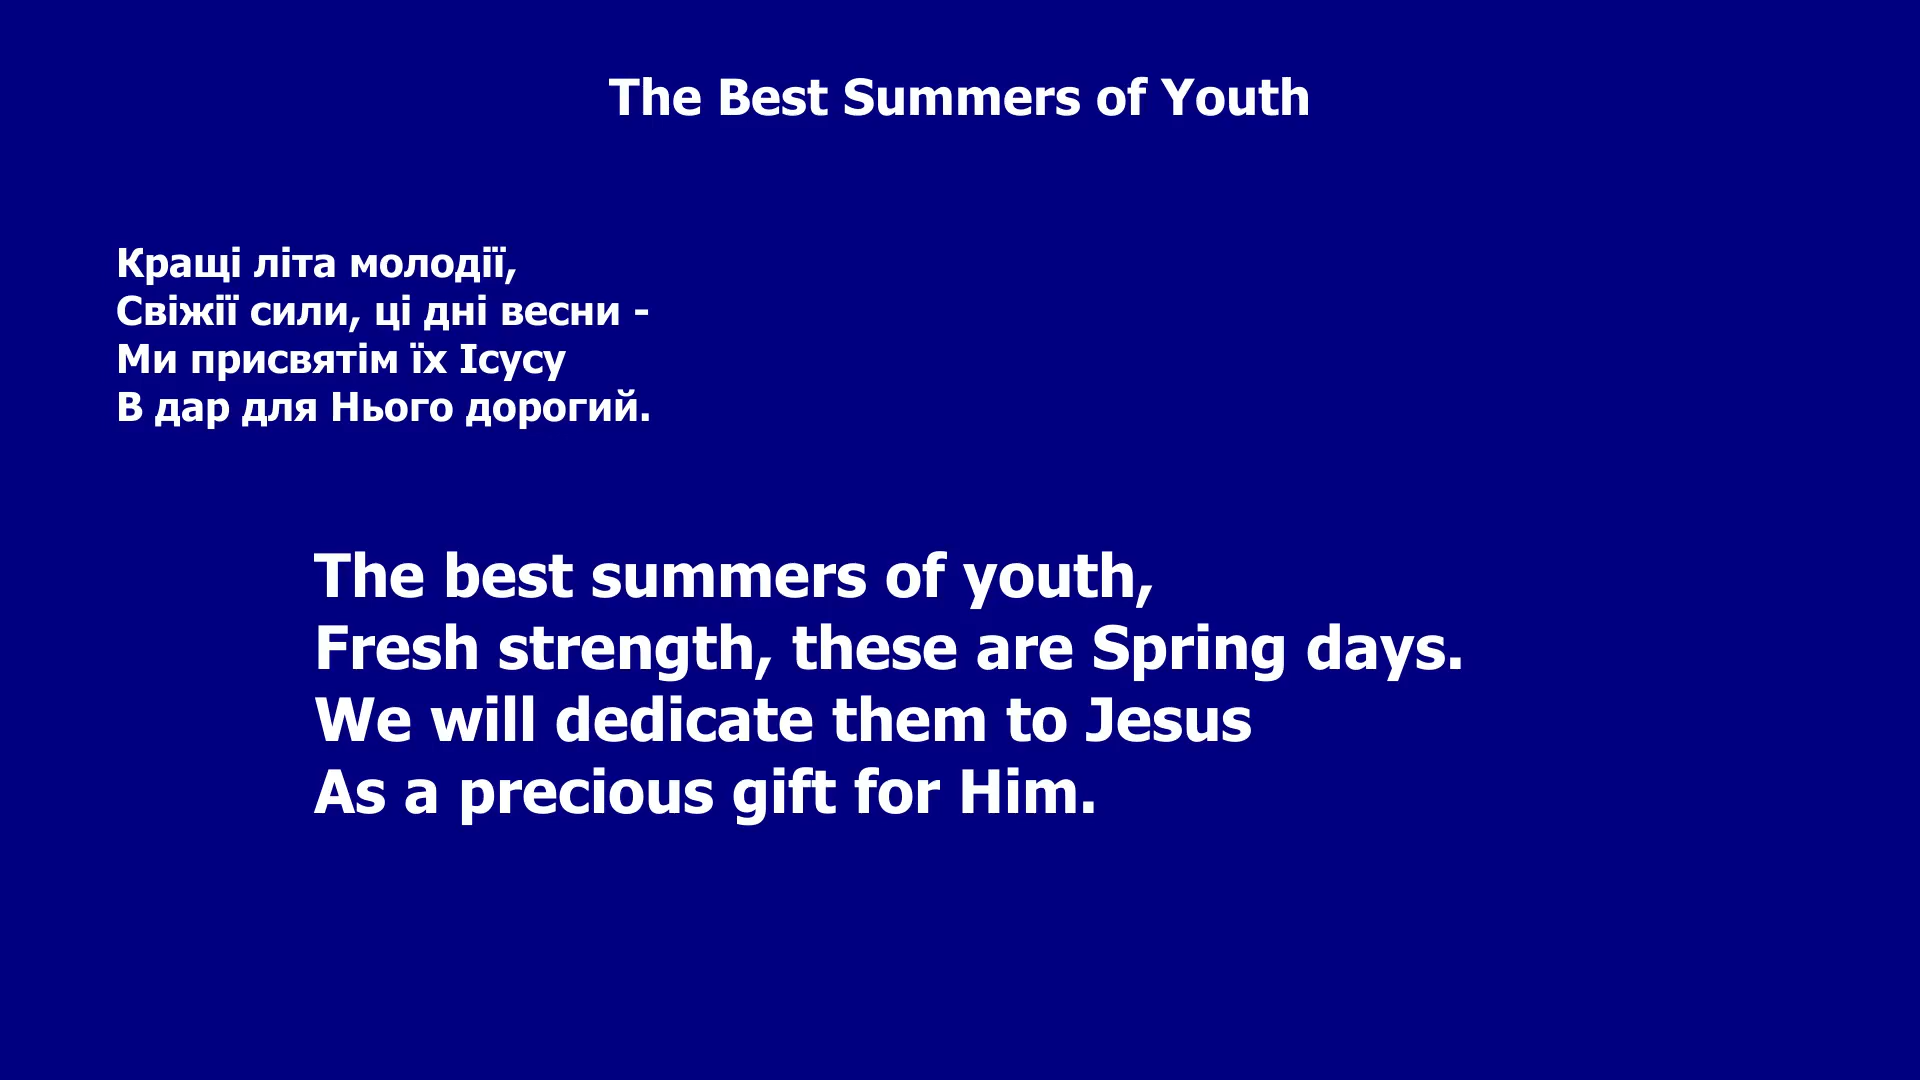 The Best Summers of Youth
Кращі літа молодії,
Свіжії сили, ці дні весни -
Ми присвятім їх Ісусу
В дар для Нього дорогий.
The best summers of youth,
Fresh strength, these are Spring days.
We will dedicate them to Jesus
As a precious gift for Him.